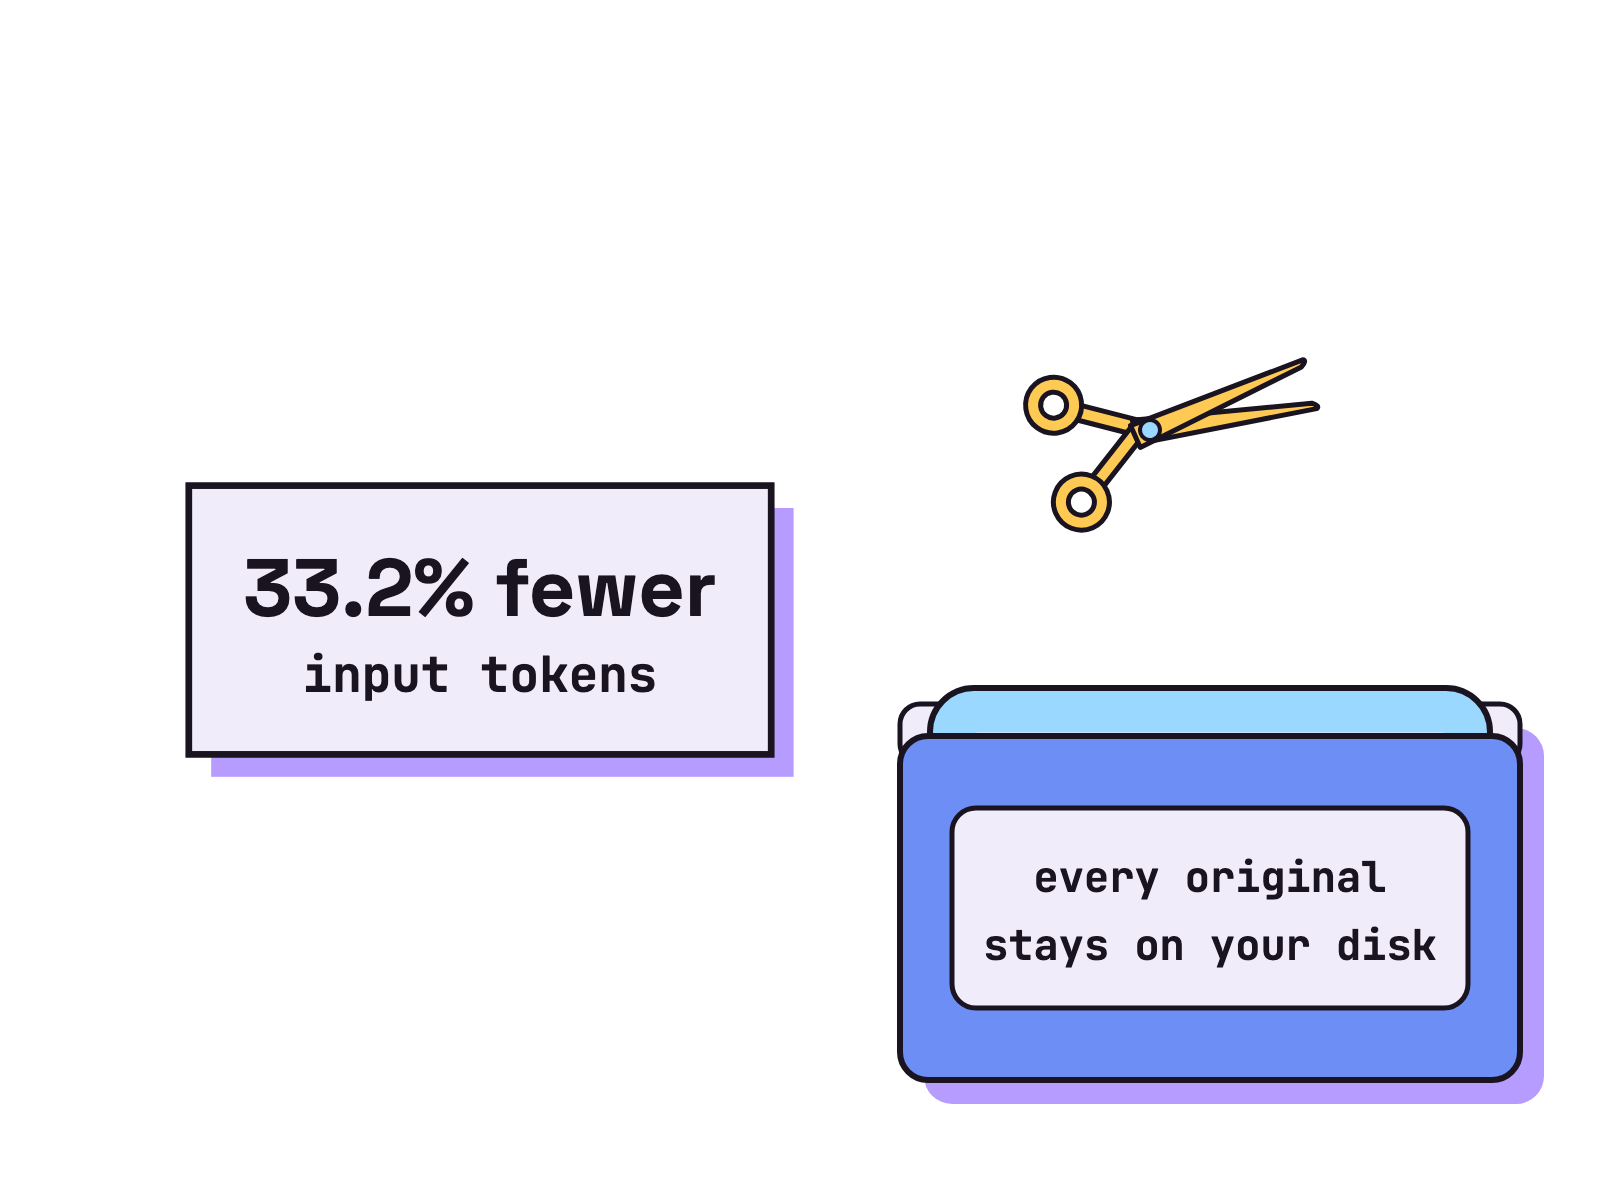 33.2% fewer
input tokens
every original
stays on your disk